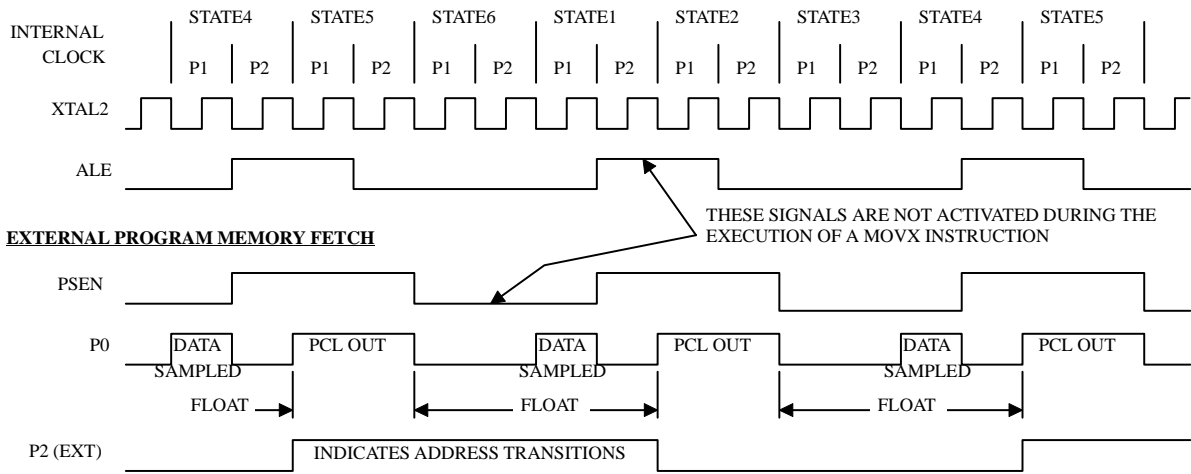 STATE4 STATE5 STATE6 STATE1 STATE2 STATE3 STATE4 STATE5
INTERNAL
CLOCK
P1 P2 P1 P2 P1 P2 P1 P2 P1 P2 P1 P2 P1 P2 P1 P2
XTAL2
ALE
THESE SIGNALS ARE NOT ACTIVATED DURING THE
EXECUTION OF A MOVX INSTRUCTION
EXTERNAL PROGRAM MEMORY FETCH
PSEN
P0 DATA PCL OUT DATA PCL OUT DATA PCL OUT
SAMPLED SAMPLED SAMPLED
FLOAT FLOAT FLOAT
P2 (EXT) INDICATES ADDRESS TRANSITIONS